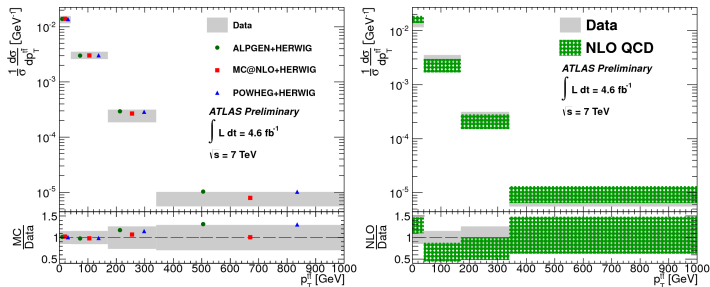 1/σ dσ/dp_T^{tt̄} [GeV⁻¹]
10⁻²
10⁻³
10⁻⁴
10⁻⁵
Data
ALPGEN+HERWIG
MC@NLO+HERWIG
POWHEG+HERWIG
ATLAS Preliminary
∫ L dt = 4.6 fb⁻¹
√s = 7 TeV
MC/Data
1.5
1
0.5
0 100 200 300 400 500 600 700 800 900 1000
p_T^{tt̄} [GeV]
1/σ dσ/dp_T^{tt̄} [GeV⁻¹]
10⁻²
10⁻³
10⁻⁴
10⁻⁵
Data
NLO QCD
ATLAS Preliminary
∫ L dt = 4.6 fb⁻¹
√s = 7 TeV
NLO/Data
1.5
1
0.5
0 100 200 300 400 500 600 700 800 900 1000
p_T^{tt̄} [GeV]